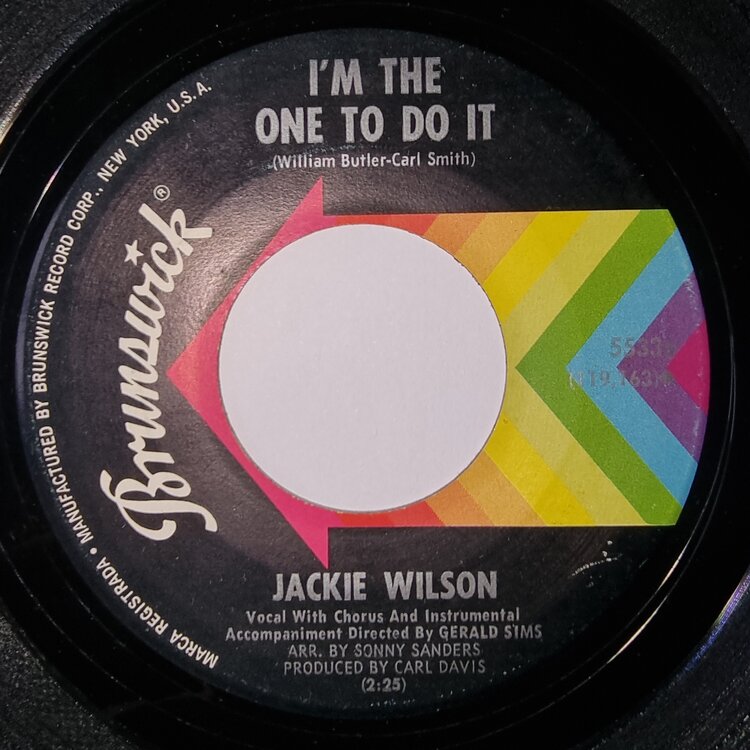 I'M THE
ONE TO DO IT
(William Butler-Carl Smith)
Brunswick®
MARCA REGISTRADA • MANUFACTURED BY BRUNSWICK RECORD CORP., NEW YORK, U.S.A.
JACKIE WILSON
Vocal With Chorus And Instrumental
Accompaniment Directed By GERALD SIMS
ARR. BY SONNY SANDERS
PRODUCED BY CARL DAVIS
(2:25)